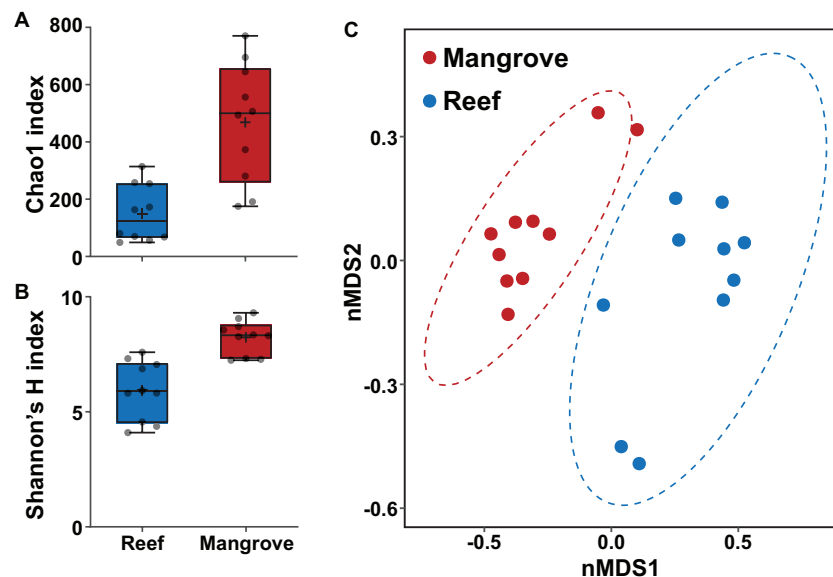 A
Chao1 index
800
600
400
200
0
B
Shannon's H index
10
5
0
Reef Mangrove
C
Mangrove
Reef
nMDS2
0.3
0.0
-0.3
-0.6
-0.5 0.0 0.5
nMDS1